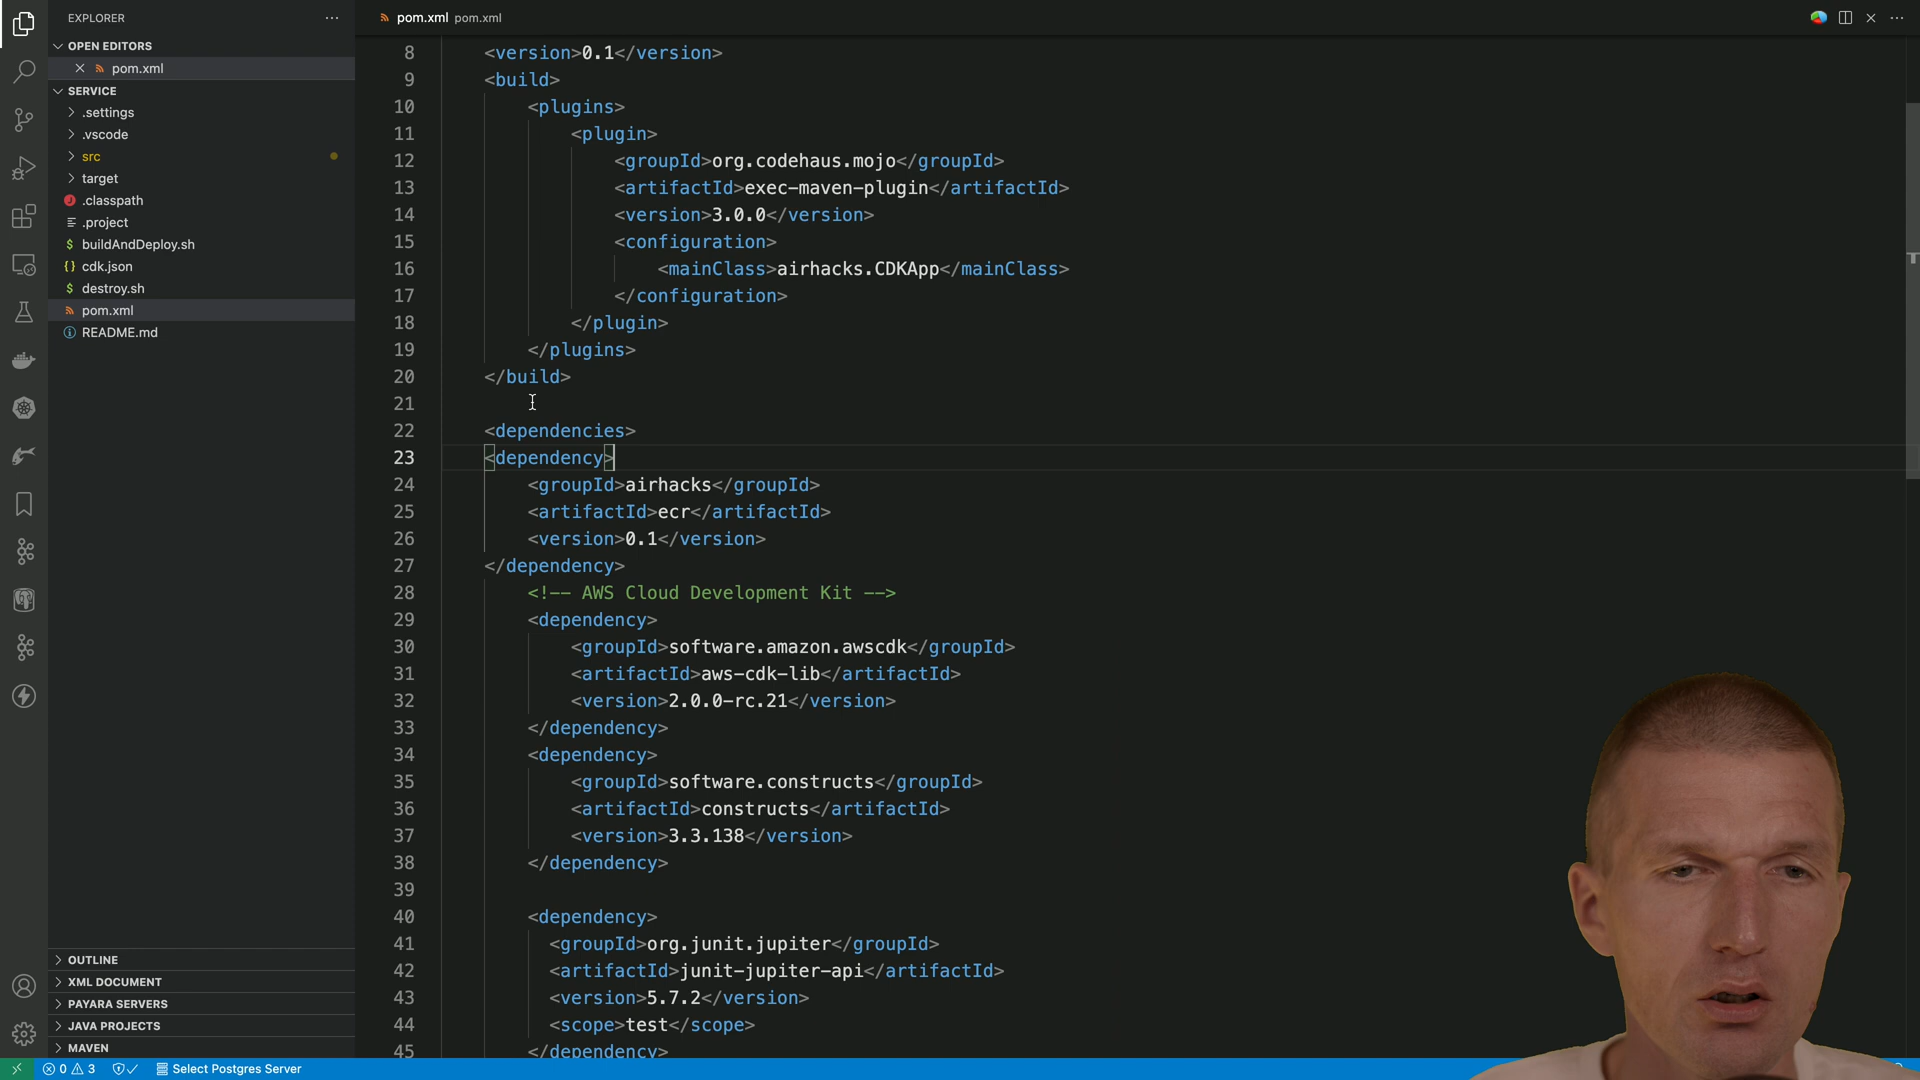 EXPLORER
OPEN EDITORS
pom.xml
SERVICE
.settings
.vscode
src
target
.classpath
.project
$ buildAndDeploy.sh
{} cdk.json
$ destroy.sh
pom.xml
README.md
OUTLINE
XML DOCUMENT
PAYARA SERVERS
JAVA PROJECTS
MAVEN
pom.xml pom.xml
8 <version>0.1</version>
9 <build>
10 <plugins>
11 <plugin>
12 <groupId>org.codehaus.mojo</groupId>
13 <artifactId>exec-maven-plugin</artifactId>
14 <version>3.0.0</version>
15 <configuration>
16 <mainClass>airhacks.CDKApp</mainClass>
17 </configuration>
18 </plugin>
19 </plugins>
20 </build>
21
22 <dependencies>
23 <dependency>
24 <groupId>airhacks</groupId>
25 <artifactId>ecr</artifactId>
26 <version>0.1</version>
27 </dependency>
28 <!-- AWS Cloud Development Kit -->
29 <dependency>
30 <groupId>software.amazon.awscdk</groupId>
31 <artifactId>aws-cdk-lib</artifactId>
32 <version>2.0.0-rc.21</version>
33 </dependency>
34 <dependency>
35 <groupId>software.constructs</groupId>
36 <artifactId>constructs</artifactId>
37 <version>3.3.138</version>
38 </dependency>
39
40 <dependency>
41 <groupId>org.junit.jupiter</groupId>
42 <artifactId>junit-jupiter-api</artifactId>
43 <version>5.7.2</version>
44 <scope>test</scope>
45 </dependency>
0 3 Select Postgres Server